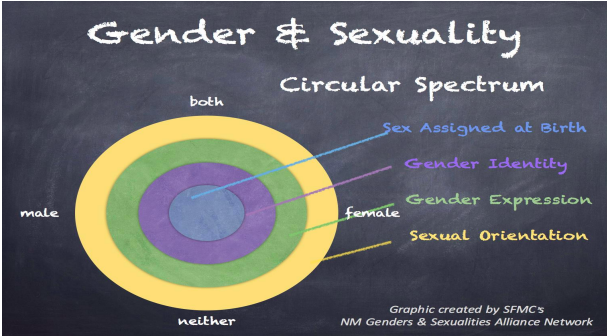 Gender & Sexuality
Circular Spectrum
both
Sex Assigned at Birth
Gender Identity
Gender Expression
male
female
Sexual Orientation
neither
Graphic created by SFMC's
NM Genders & Sexualities Alliance Network